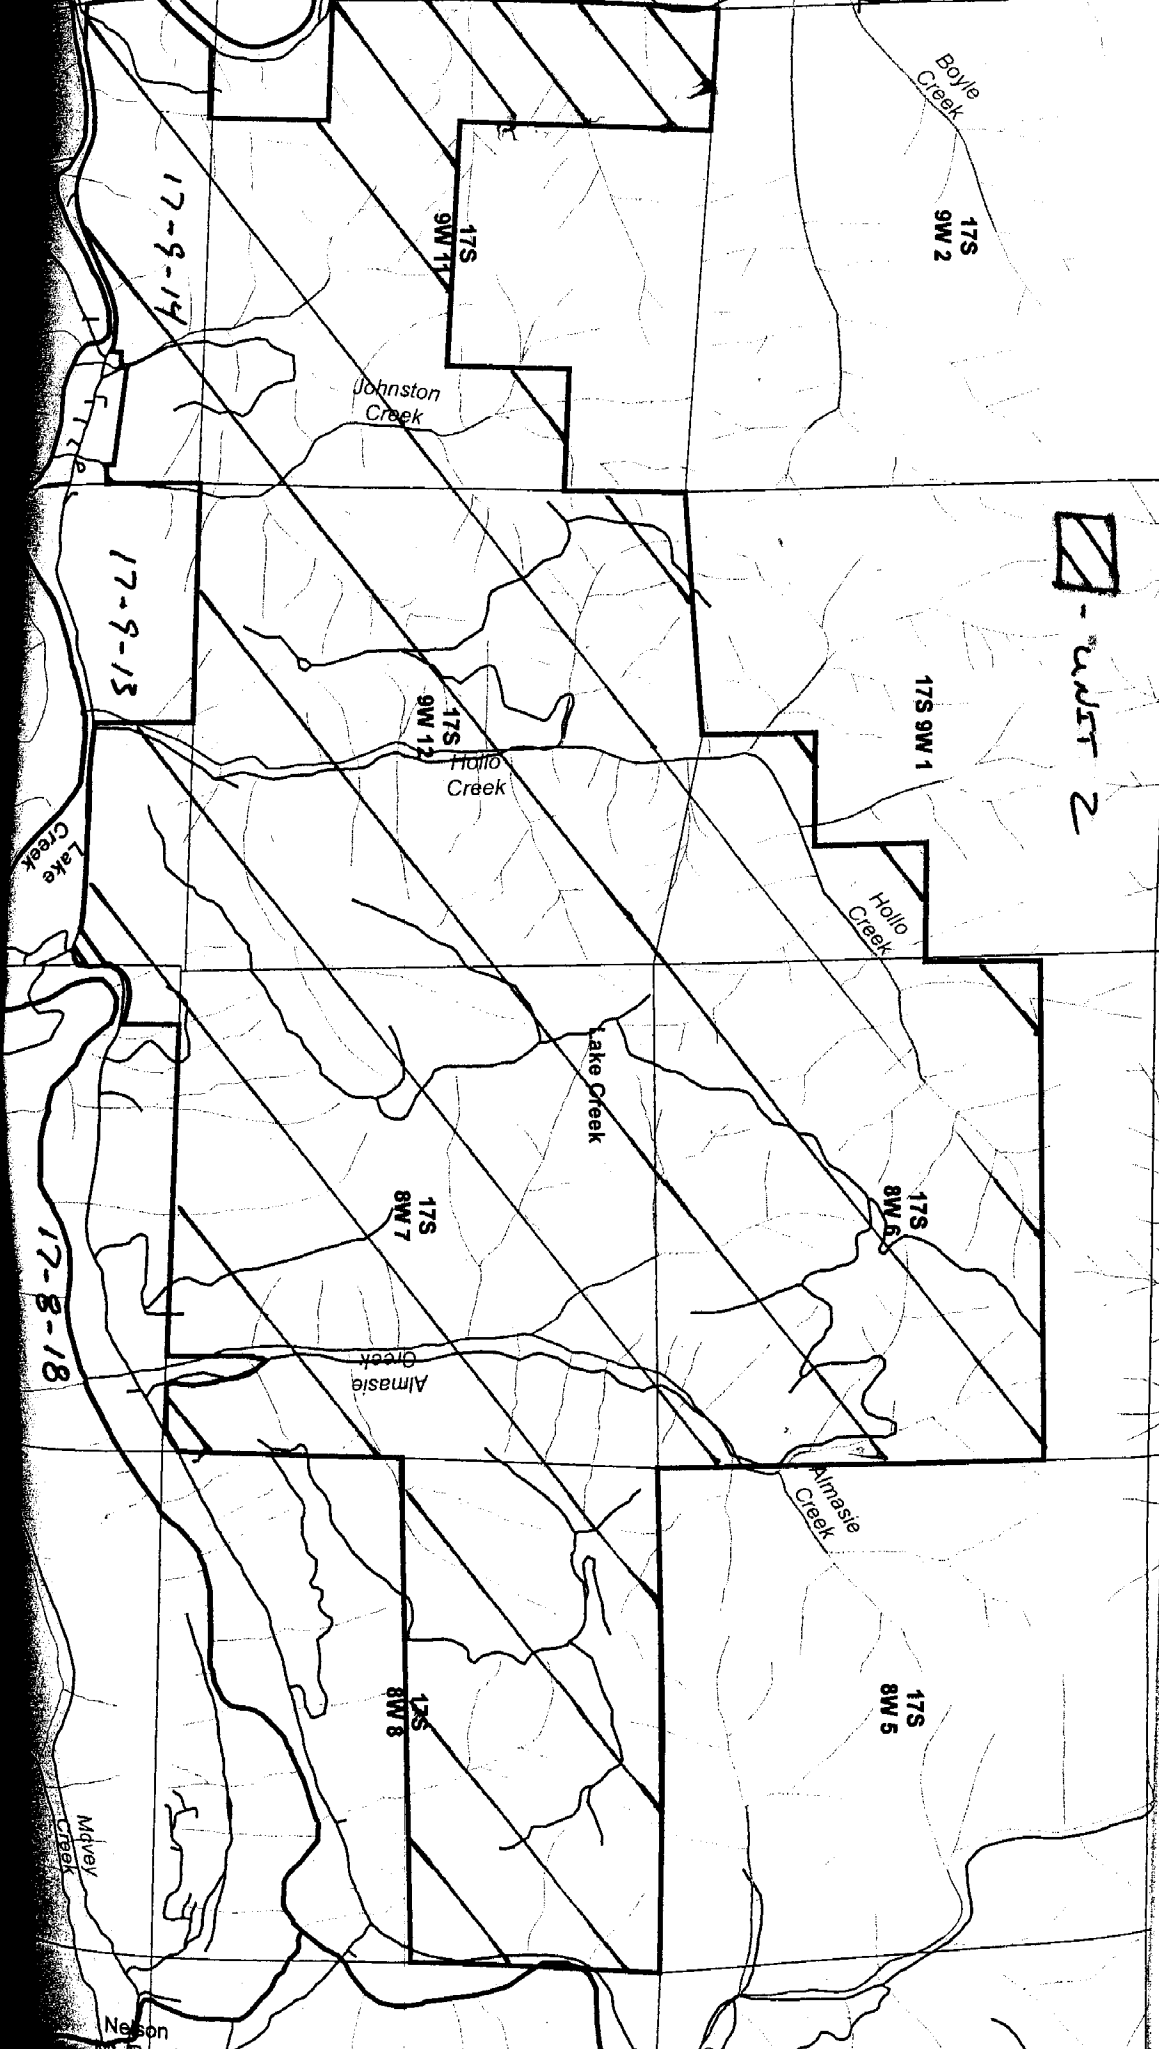 Boyle
Creek
17S
9W 2
17-9-14
17S
9W 11
Johnston
Creek
- UNIT 2
17-9-13
17S 9W 1
17S
9W 12
Hollo
Creek
Lake
Creek
Hollo
Creek
Lake Creek
17S
8W 6
17S
8W 7
17-8-18
Almasie
Creek
Almasie
Creek
17S
8W 5
17S
8W 8
Mcvey
Creek
Nelson